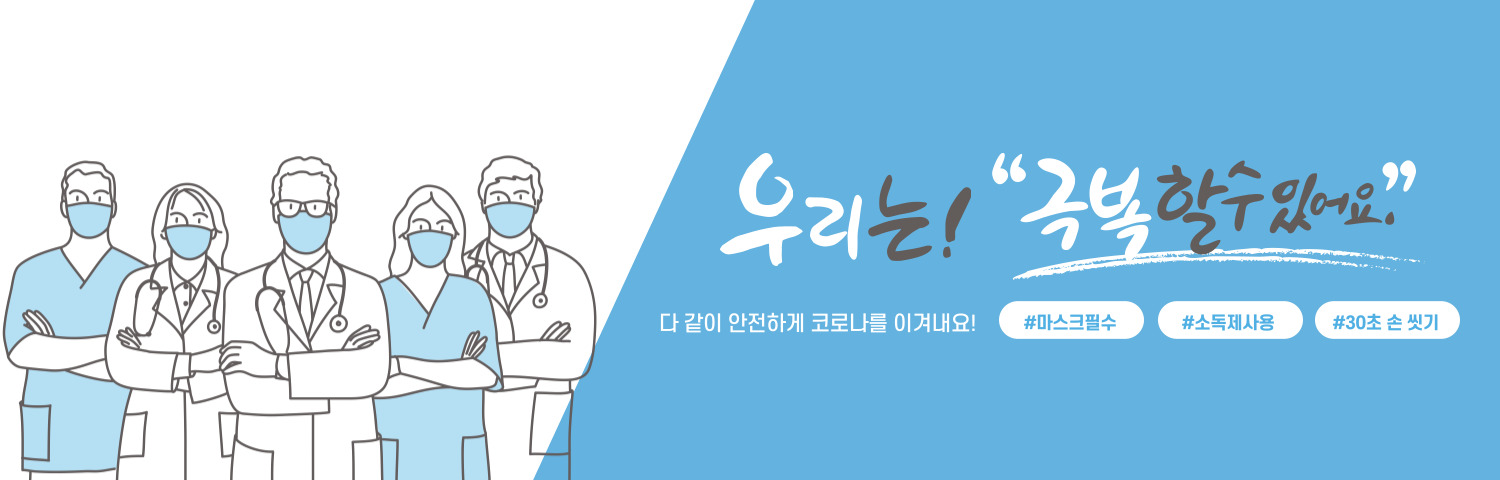 우리는! “극복할수있어요.”
다 같이 안전하게 코로나를 이겨내요! #마스크필수 #소독제사용 #30초 손 씻기